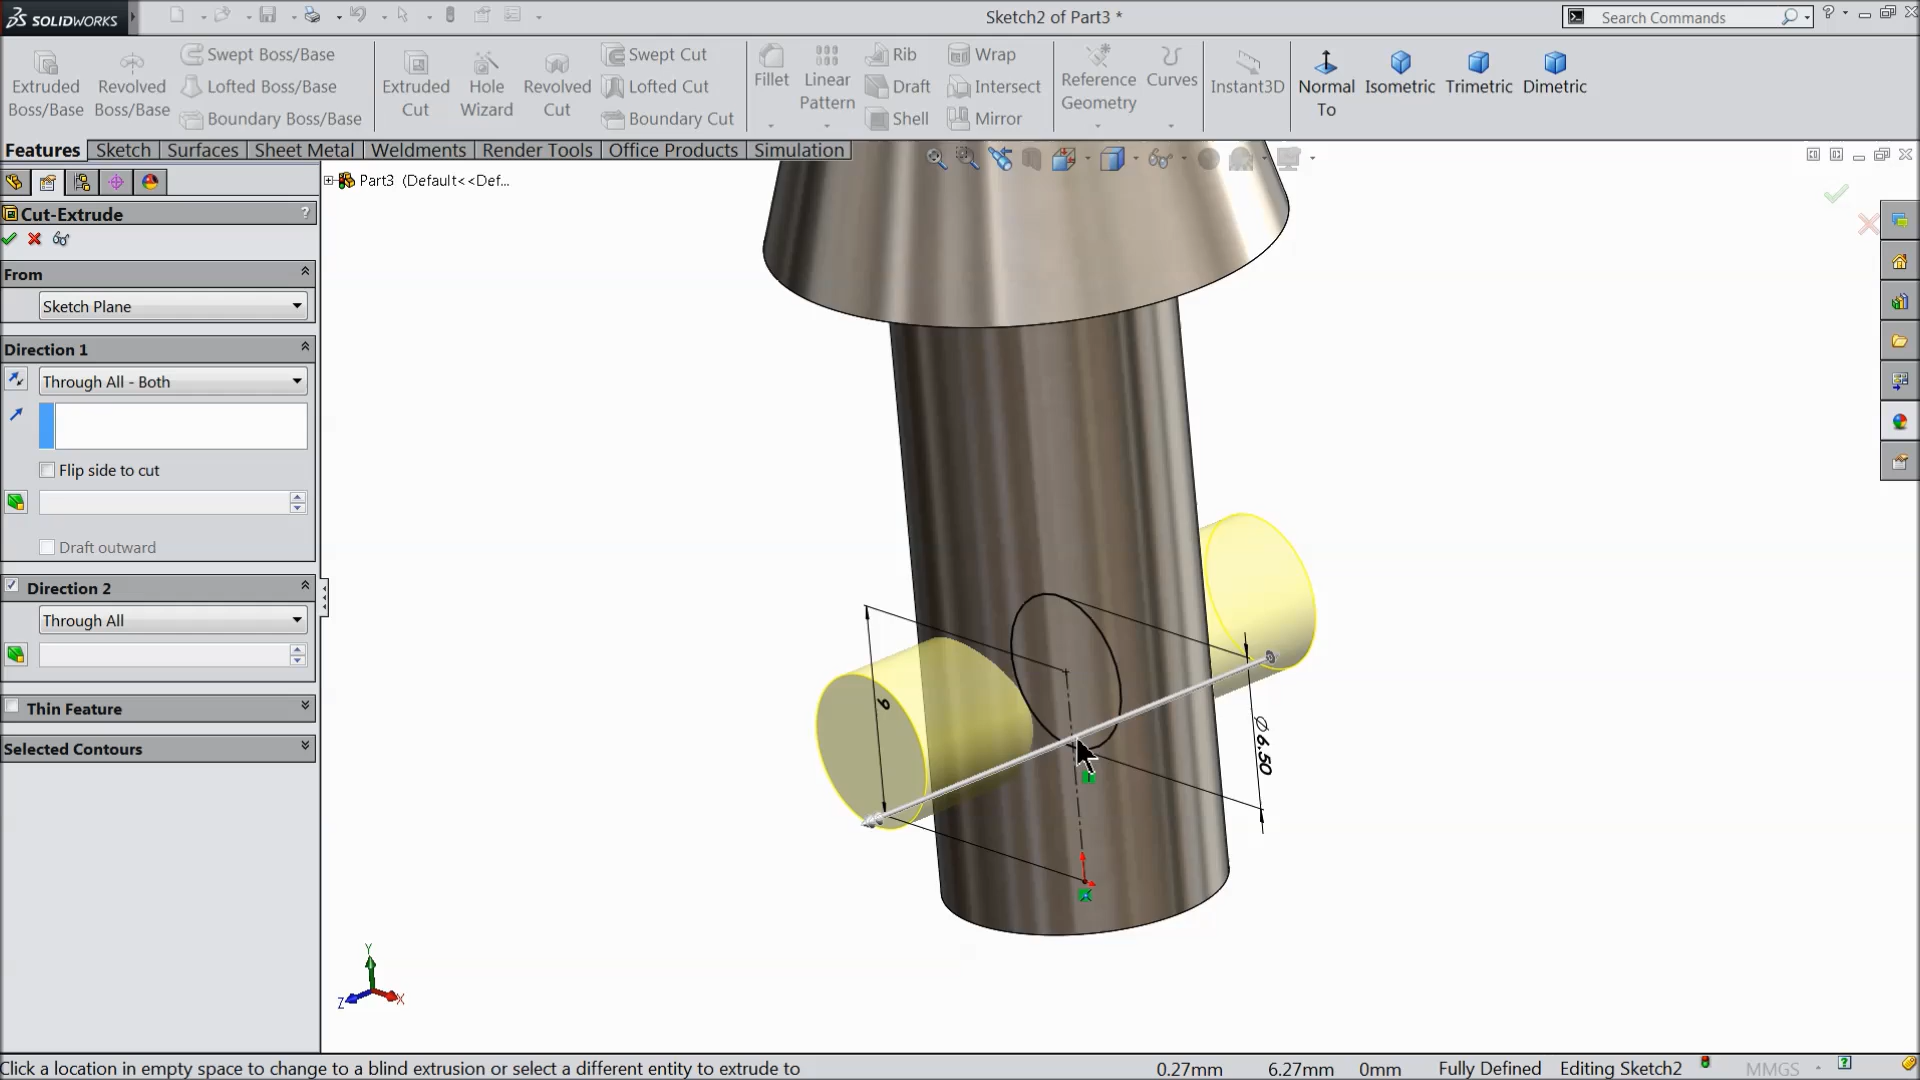 SOLIDWORKS
Sketch2 of Part3 *
Search Commands
Extruded Boss/Base
Revolved Boss/Base
Swept Boss/Base
Lofted Boss/Base
Boundary Boss/Base
Extruded Cut
Hole Wizard
Revolved Cut
Swept Cut
Lofted Cut
Boundary Cut
Fillet
Linear Pattern
Rib
Draft
Shell
Wrap
Intersect
Mirror
Reference Geometry
Curves
Instant3D
Normal To
Isometric
Trimetric
Dimetric
Features
Sketch
Surfaces
Sheet Metal
Weldments
Render Tools
Office Products
Simulation
Part3 (Default<<Def...
Cut-Extrude
?
From
Sketch Plane
Direction 1
Through All - Both
Flip side to cut
Draft outward
Direction 2
Through All
Thin Feature
Selected Contours
9
Ø6.50
Y
Z
X
Click a location in empty space to change to a blind extrusion or select a different entity to extrude to
0.27mm
6.27mm
0mm
Fully Defined
Editing Sketch2
MMGS